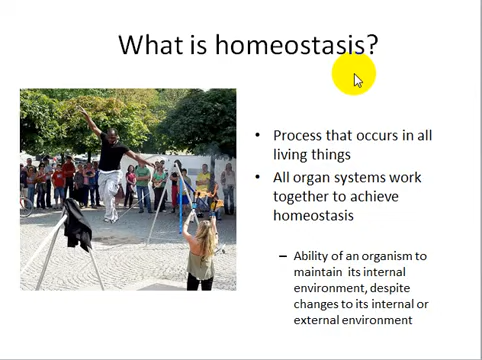 What is homeostasis?
• Process that occurs in all
living things
• All organ systems work
together to achieve
homeostasis
– Ability of an organism to
maintain its internal
environment, despite
changes to its internal or
external environment